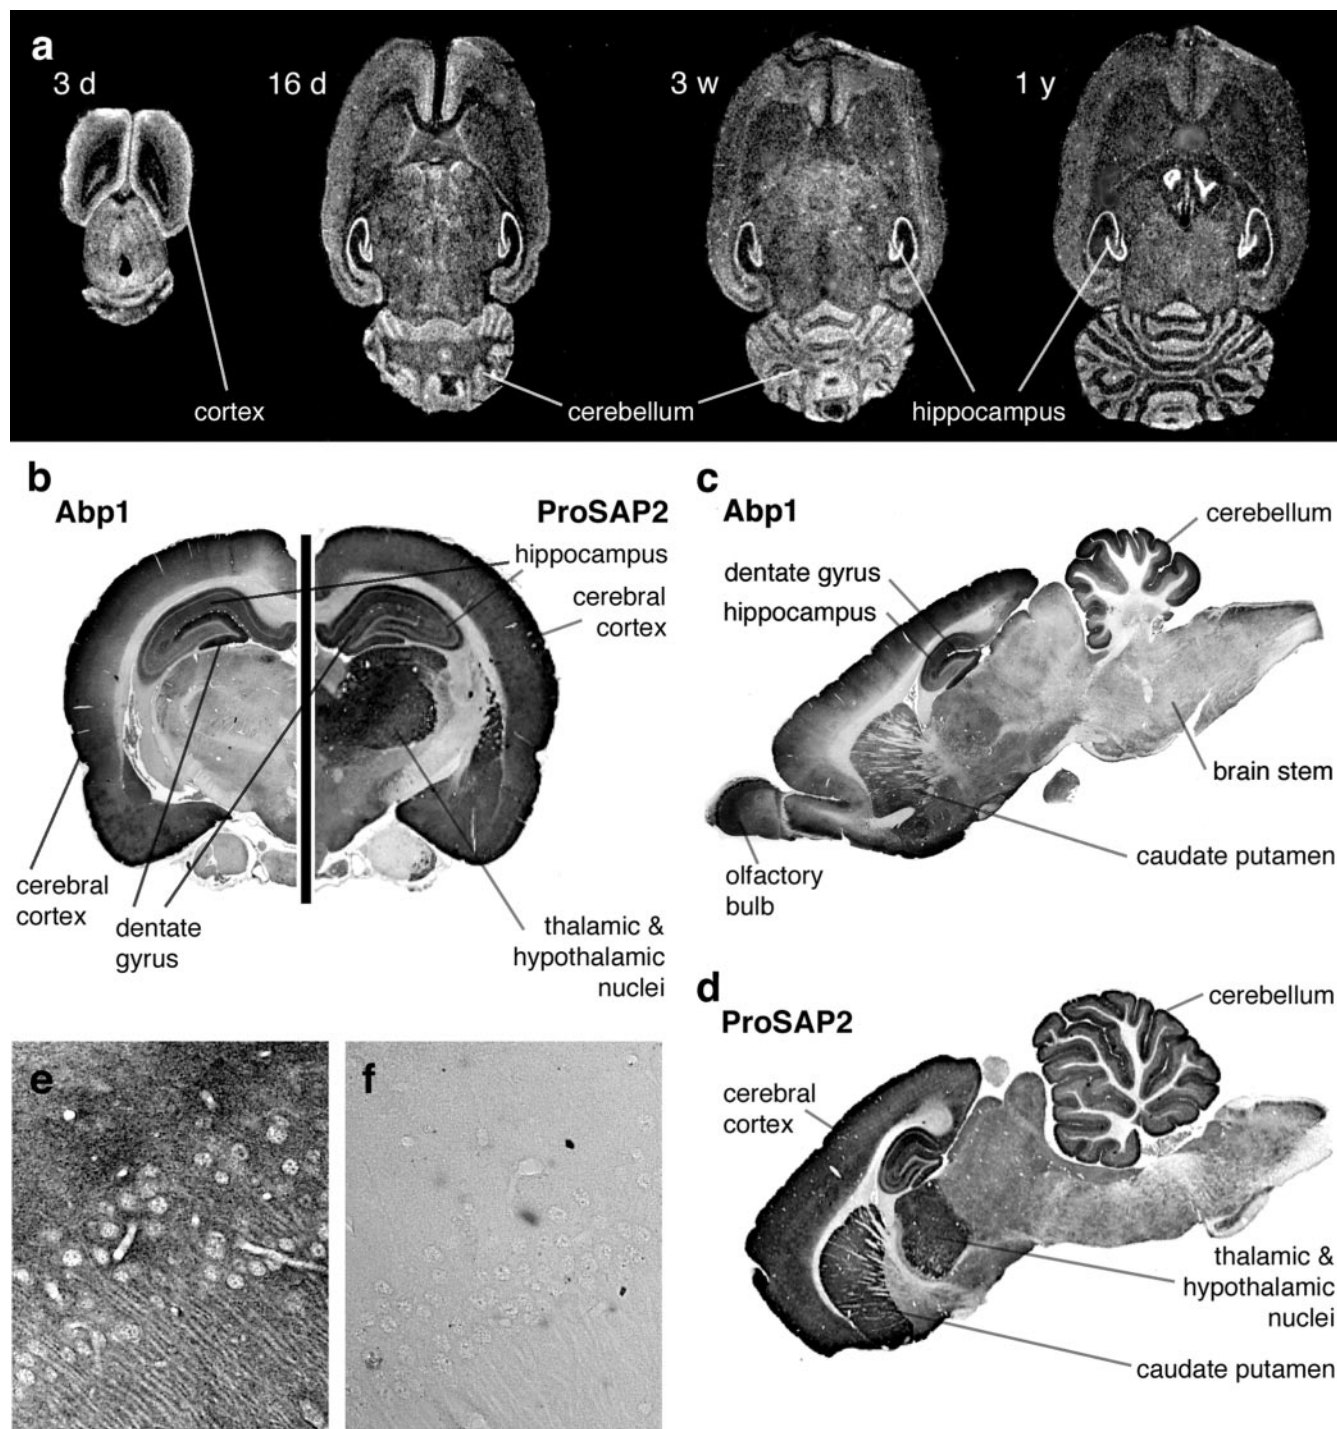 a
3 d
16 d
3 w
1 y
cortex
cerebellum
hippocampus
b
Abp1
ProSAP2
hippocampus
cerebral
cortex
cerebral
cortex
dentate
gyrus
thalamic &
hypothalamic
nuclei
c
Abp1
cerebellum
dentate gyrus
hippocampus
brain stem
caudate putamen
olfactory
bulb
d
ProSAP2
cerebellum
cerebral
cortex
thalamic &
hypothalamic
nuclei
caudate putamen
e
f